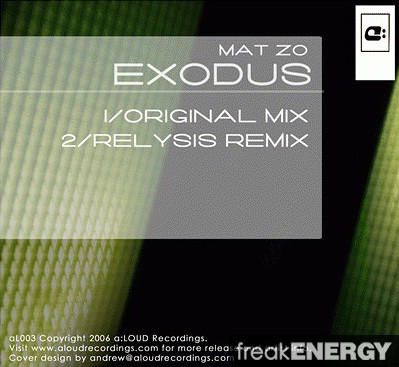 a:
MAT ZO
EXODUS
1/ORIGINAL MIX
2/RELYSIS REMIX
aL003 Copyright 2006 a:LOUD Recordings.
Visit www.aloudrecordings.com for more release
Cover design by andrew@aloudrecordings.com
freakENERGY